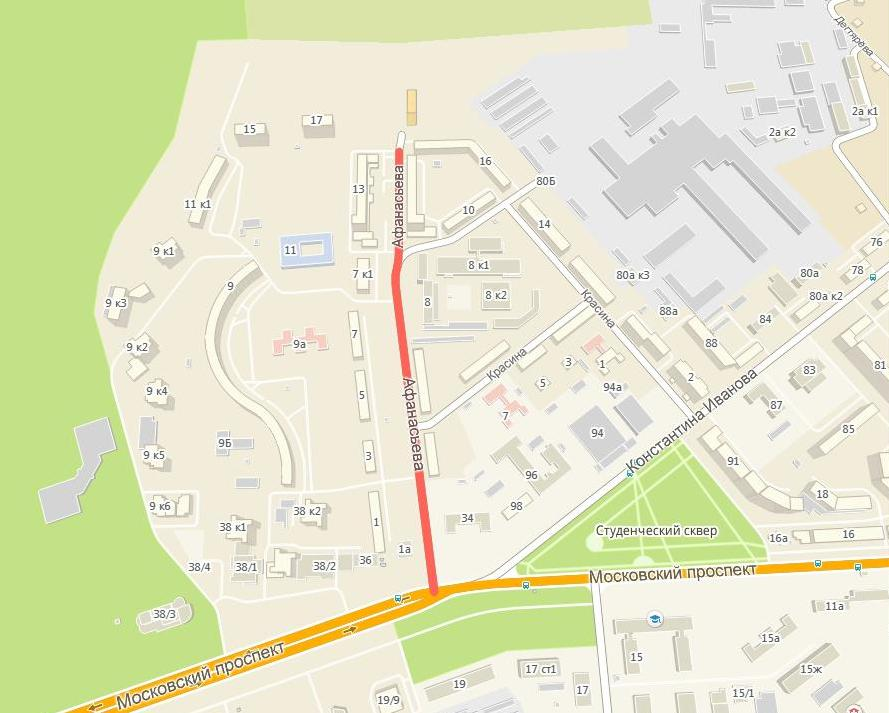 Дегтярёва
2а к1
2а к2
15
17
16
Афанасьева
13
80Б
11 к1
10
14
76
9 к1
11
8 к1
7 к1
80а к3
80а
78
9
8
8 к2
80а к2
9 к3
Красина
88а
84
7
9а
88
9 к2
Красина
3
1
81
83
2
5
94а
9 к4
5
Константина Иванова
87
7
Афанасьева
94
85
9Б
3
9 к5
96
91
18
9 к6
98
38 к2
34
1
38 к1
Студенческий сквер
16а
16
1а
36
38/4
38/1
38/2
Московский проспект
38/3
11а
15а
15
17 ст1
15ж
Московский проспект
19
17
15/1
19/9